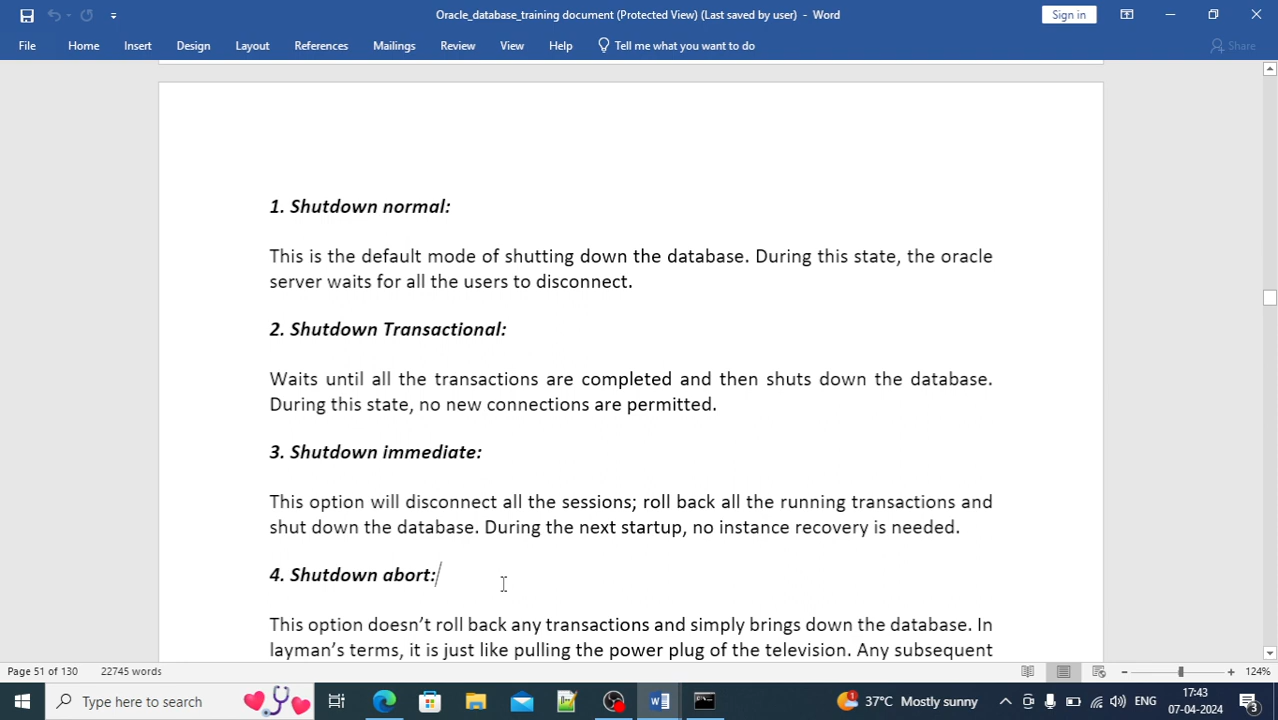 Oracle_database_training document (Protected View) (Last saved by user) - Word
Sign in
File Home Insert Design Layout References Mailings Review View Help Tell me what you want to do Share
1. Shutdown normal:
This is the default mode of shutting down the database. During this state, the oracle
server waits for all the users to disconnect.
2. Shutdown Transactional:
Waits until all the transactions are completed and then shuts down the database.
During this state, no new connections are permitted.
3. Shutdown immediate:
This option will disconnect all the sessions; roll back all the running transactions and
shut down the database. During the next startup, no instance recovery is needed.
4. Shutdown abort:
This option doesn’t roll back any transactions and simply brings down the database. In
layman’s terms, it is just like pulling the power plug of the television. Any subsequent
Page 51 of 130 22745 words 124%
Type here to search
37°C Mostly sunny ENG 17:43
07-04-2024
3